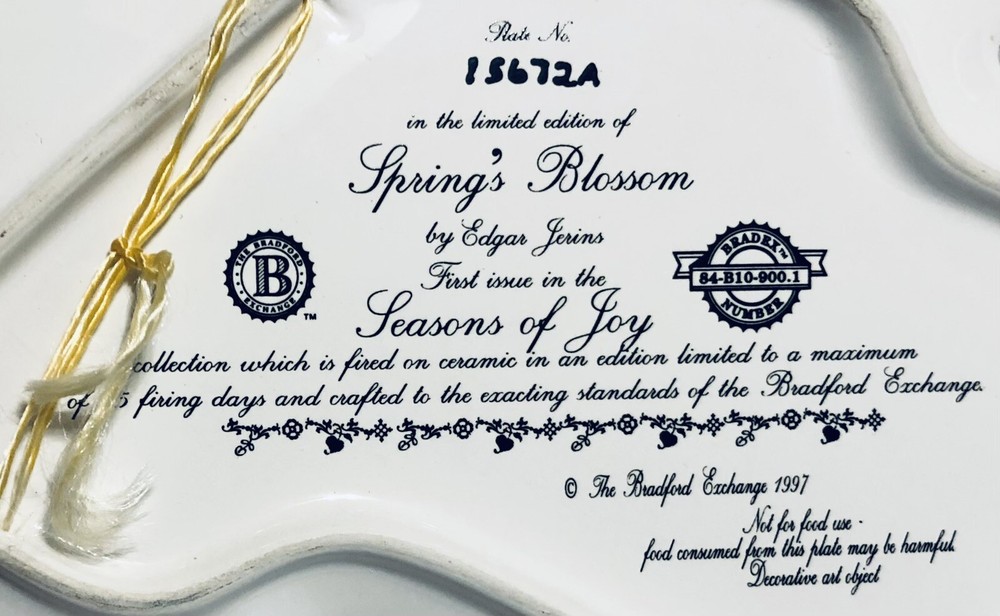 Plate No.
15672A
in the limited edition of
Spring's Blossom
by Edgar Jerins
First issue in the
Seasons of Joy
THE BRADFORD
B
EXCHANGE
TM
BRADEX TM
84-B10-900.1
NUMBER
collection which is fired on ceramic in an edition limited to a maximum
of 5 firing days and crafted to the exacting standards of the Bradford Exchange.
© The Bradford Exchange 1997
Not for food use -
food consumed from this plate may be harmful.
Decorative art object